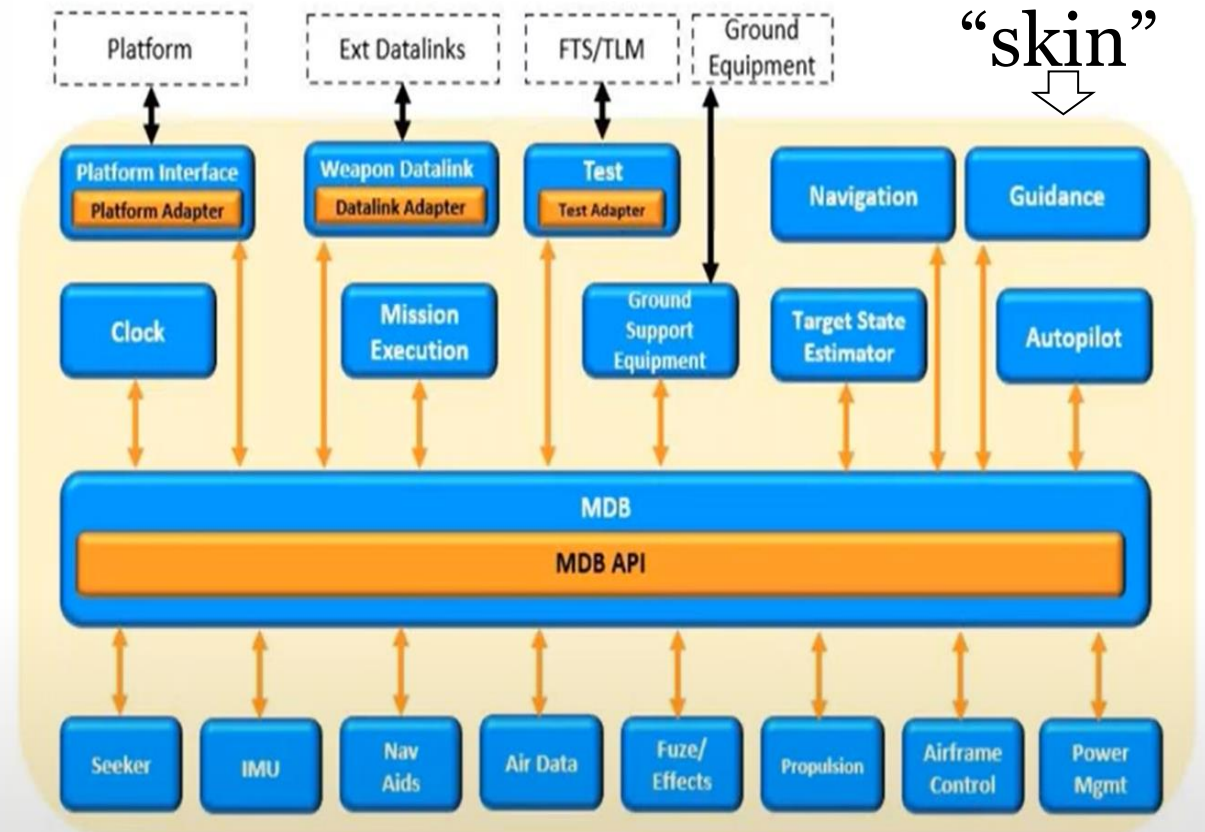 Platform
Ext Datalinks
FTS/TLM
Ground
Equipment
“skin”
Platform Interface
Platform Adapter
Weapon Datalink
Datalink Adapter
Test
Test Adapter
Navigation
Guidance
Clock
Mission
Execution
Ground
Support
Equipment
Target State
Estimator
Autopilot
MDB
MDB API
Seeker
IMU
Nav
Aids
Air Data
Fuze/
Effects
Propulsion
Airframe
Control
Power
Mgmt